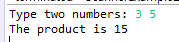 Type two numbers: 3 5
The product is 15